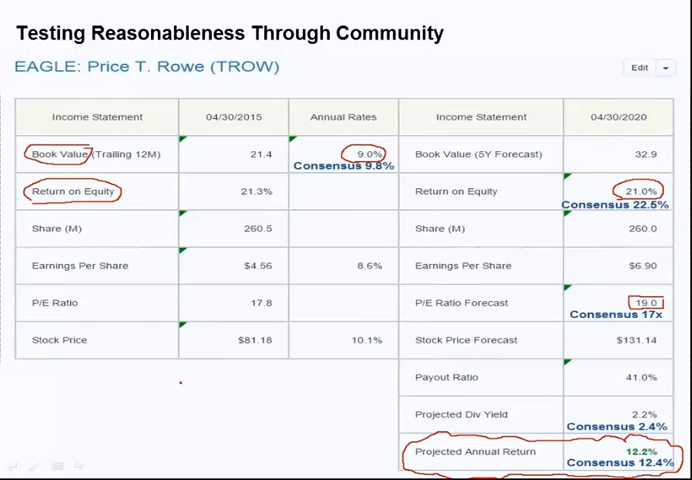 Testing Reasonableness Through Community
EAGLE: Price T. Rowe (TROW)
Edit
Income Statement 04/30/2015 Annual Rates Income Statement 04/30/2020
Book Value (Trailing 12M) 21.4 9.0% Book Value (5Y Forecast) 32.9
Consensus 9.8%
Return on Equity 21.3% Return on Equity 21.0%
Consensus 22.5%
Share (M) 260.5 Share (M) 260.0
Earnings Per Share $4.56 8.6% Earnings Per Share $6.90
P/E Ratio 17.8 P/E Ratio Forecast 19.0
Consensus 17x
Stock Price $81.18 10.1% Stock Price Forecast $131.14
Payout Ratio 41.0%
Projected Div Yield 2.2%
Consensus 2.4%
Projected Annual Return 12.2%
Consensus 12.4%